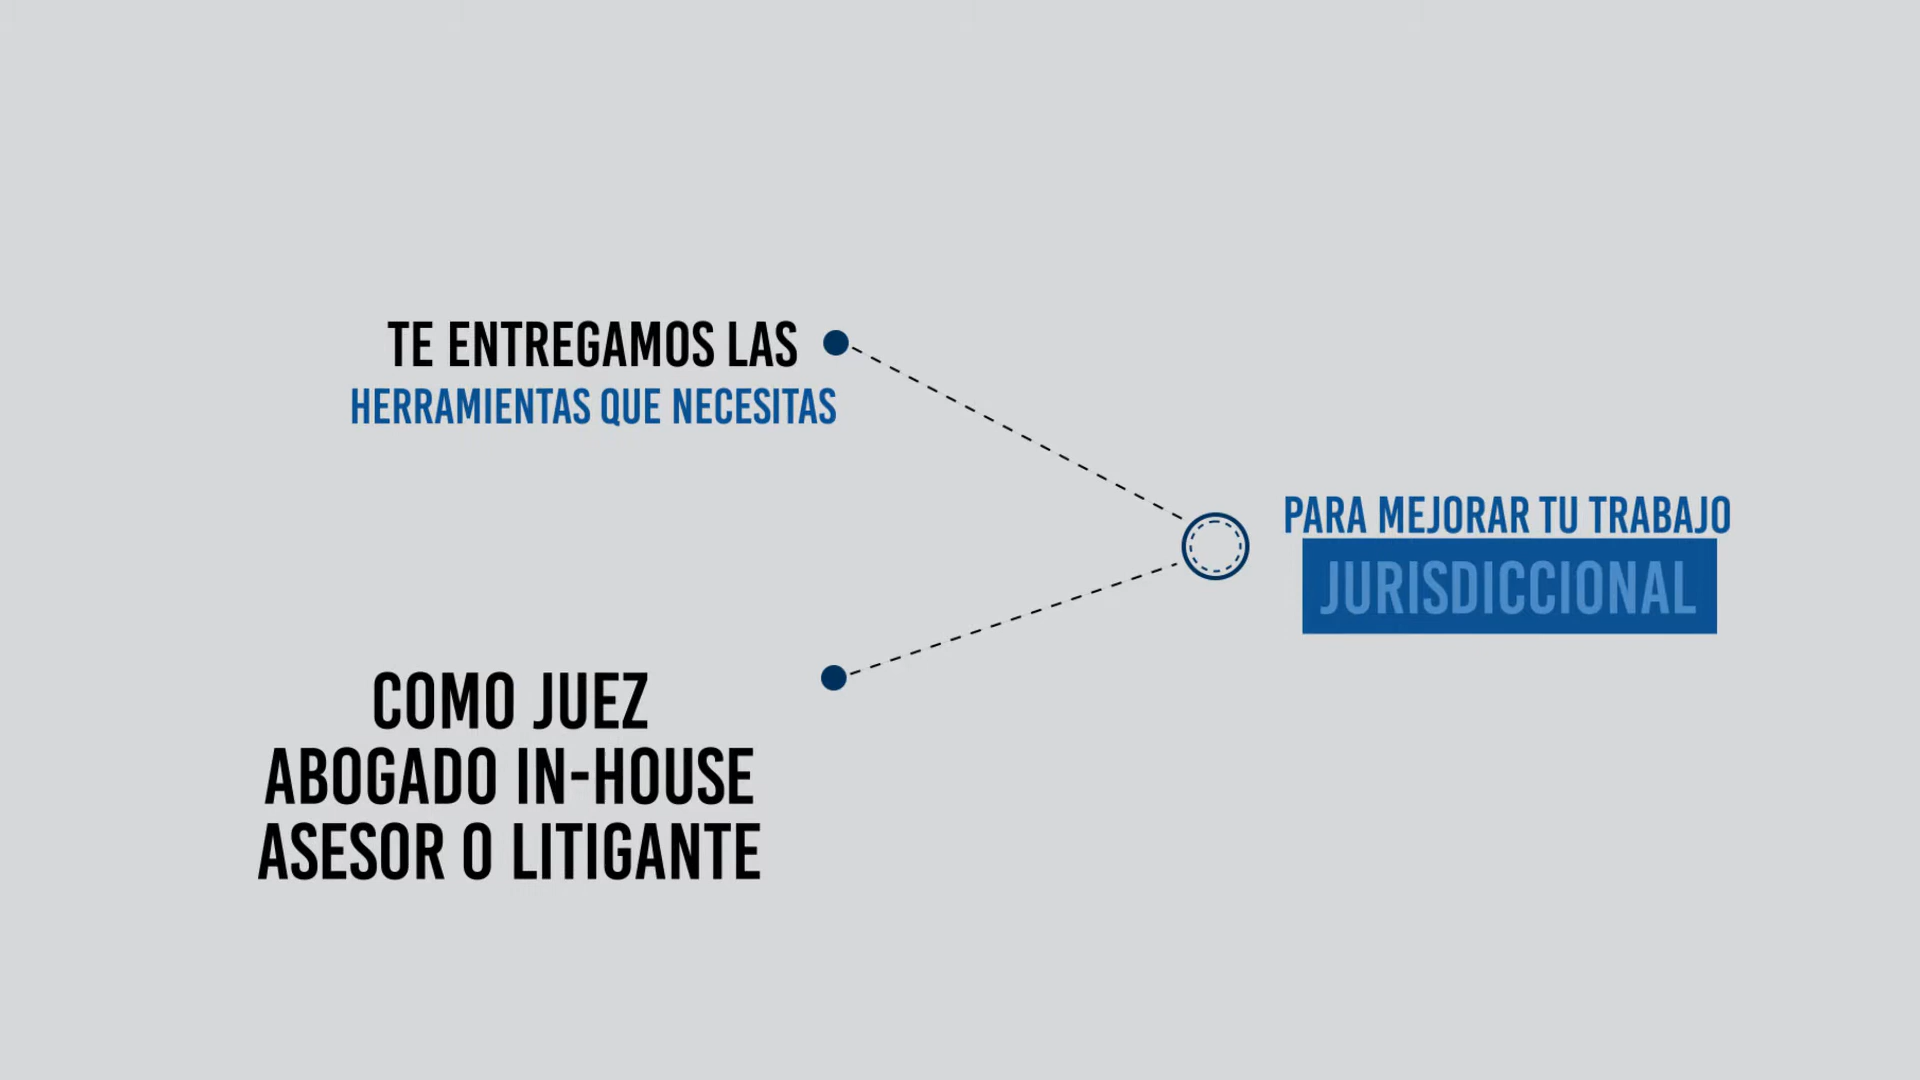 TE ENTREGAMOS LAS
HERRAMIENTAS QUE NECESITAS
PARA MEJORAR TU TRABAJO
JURISDICCIONAL
COMO JUEZ
ABOGADO IN-HOUSE
ASESOR O LITIGANTE